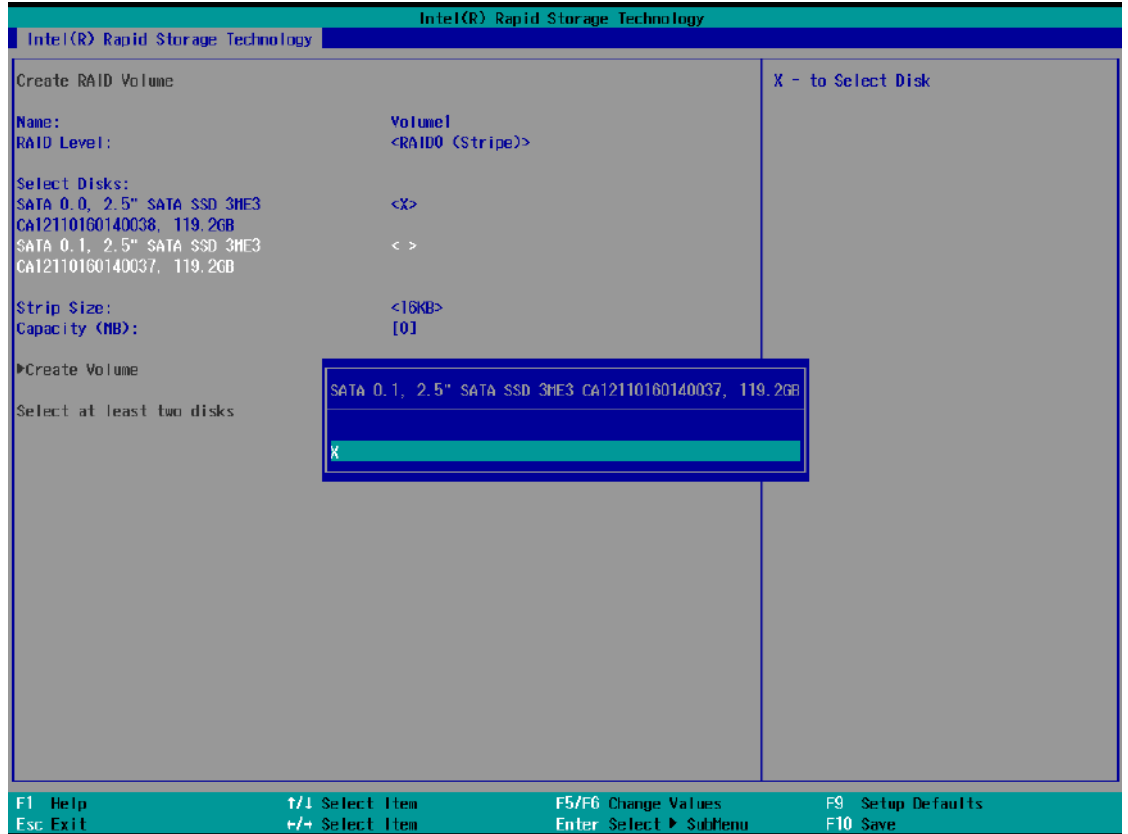 Intel(R) Rapid Storage Technology
Intel(R) Rapid Storage Technology
Create RAID Volume
X - to Select Disk
Name: Volume1
RAID Level: <RAID0 (Stripe)>
Select Disks:
SATA 0.0, 2.5" SATA SSD 3ME3 <X>
CA12110160140038, 119.2GB
SATA 0.1, 2.5" SATA SSD 3ME3 < >
CA12110160140037, 119.2GB
Strip Size: <16KB>
Capacity (MB): [0]
▶Create Volume
Select at least two disks
SATA 0.1, 2.5" SATA SSD 3ME3 CA12110160140037, 119.2GB
X
F1 Help ↑/↓ Select Item F5/F6 Change Values F9 Setup Defaults
Esc Exit ←/→ Select Item Enter Select ▶ SubMenu F10 Save